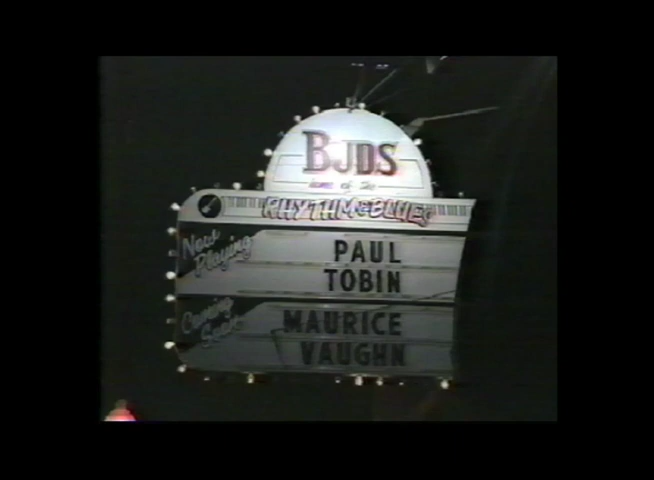 BJDS
home of the
RHYTHM & BLUES
Now
Playing
PAUL
TOBIN
Coming
Soon
MAURICE
VAUGHN